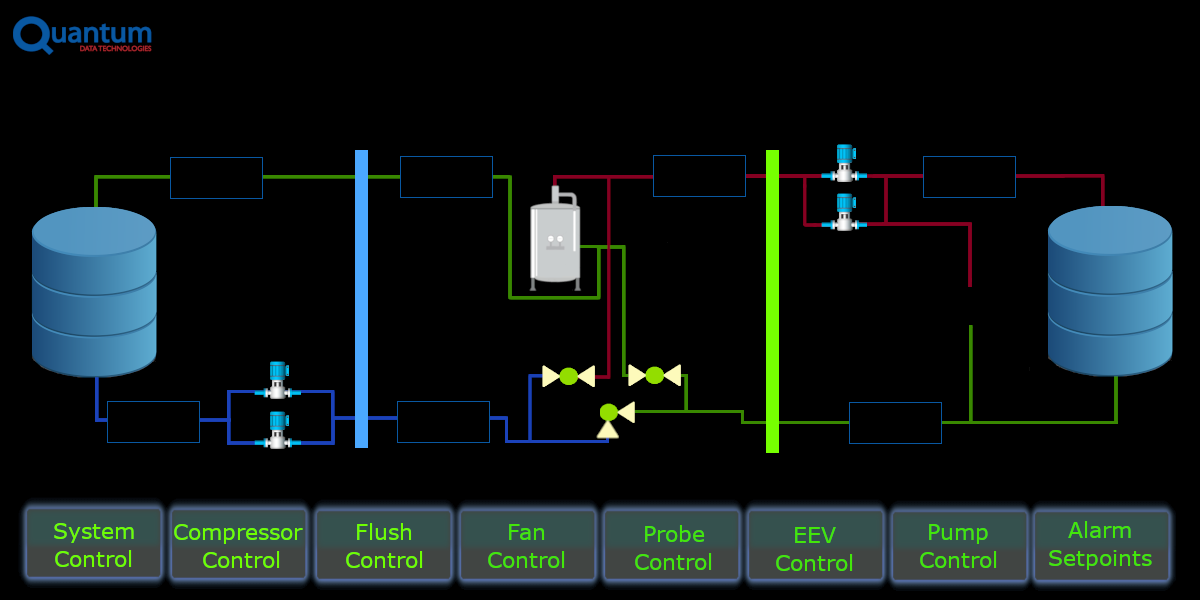 Quantum
DATA TECHNOLOGIES
System
Control
Compressor
Control
Flush
Control
Fan
Control
Probe
Control
EEV
Control
Pump
Control
Alarm
Setpoints